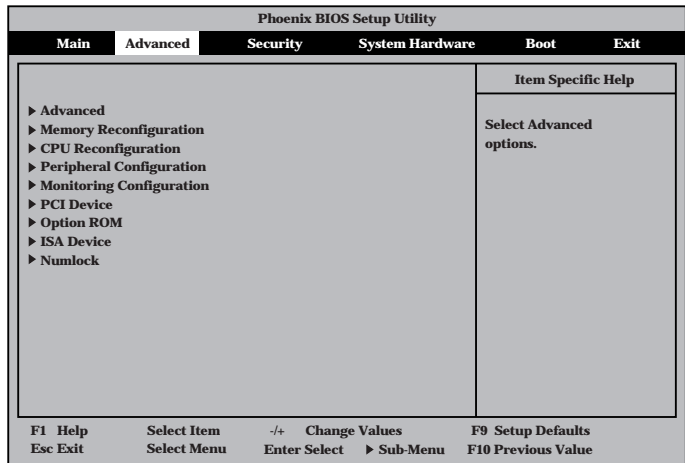 Phoenix BIOS Setup Utility
Main Advanced Security System Hardware Boot Exit
Item Specific Help
Select Advanced
options.
Advanced
Memory Reconfiguration
CPU Reconfiguration
Peripheral Configuration
Monitoring Configuration
PCI Device
Option ROM
ISA Device
Numlock
F1 Help Select Item -/+ Change Values F9 Setup Defaults
Esc Exit Select Menu Enter Select Sub-Menu F10 Previous Value